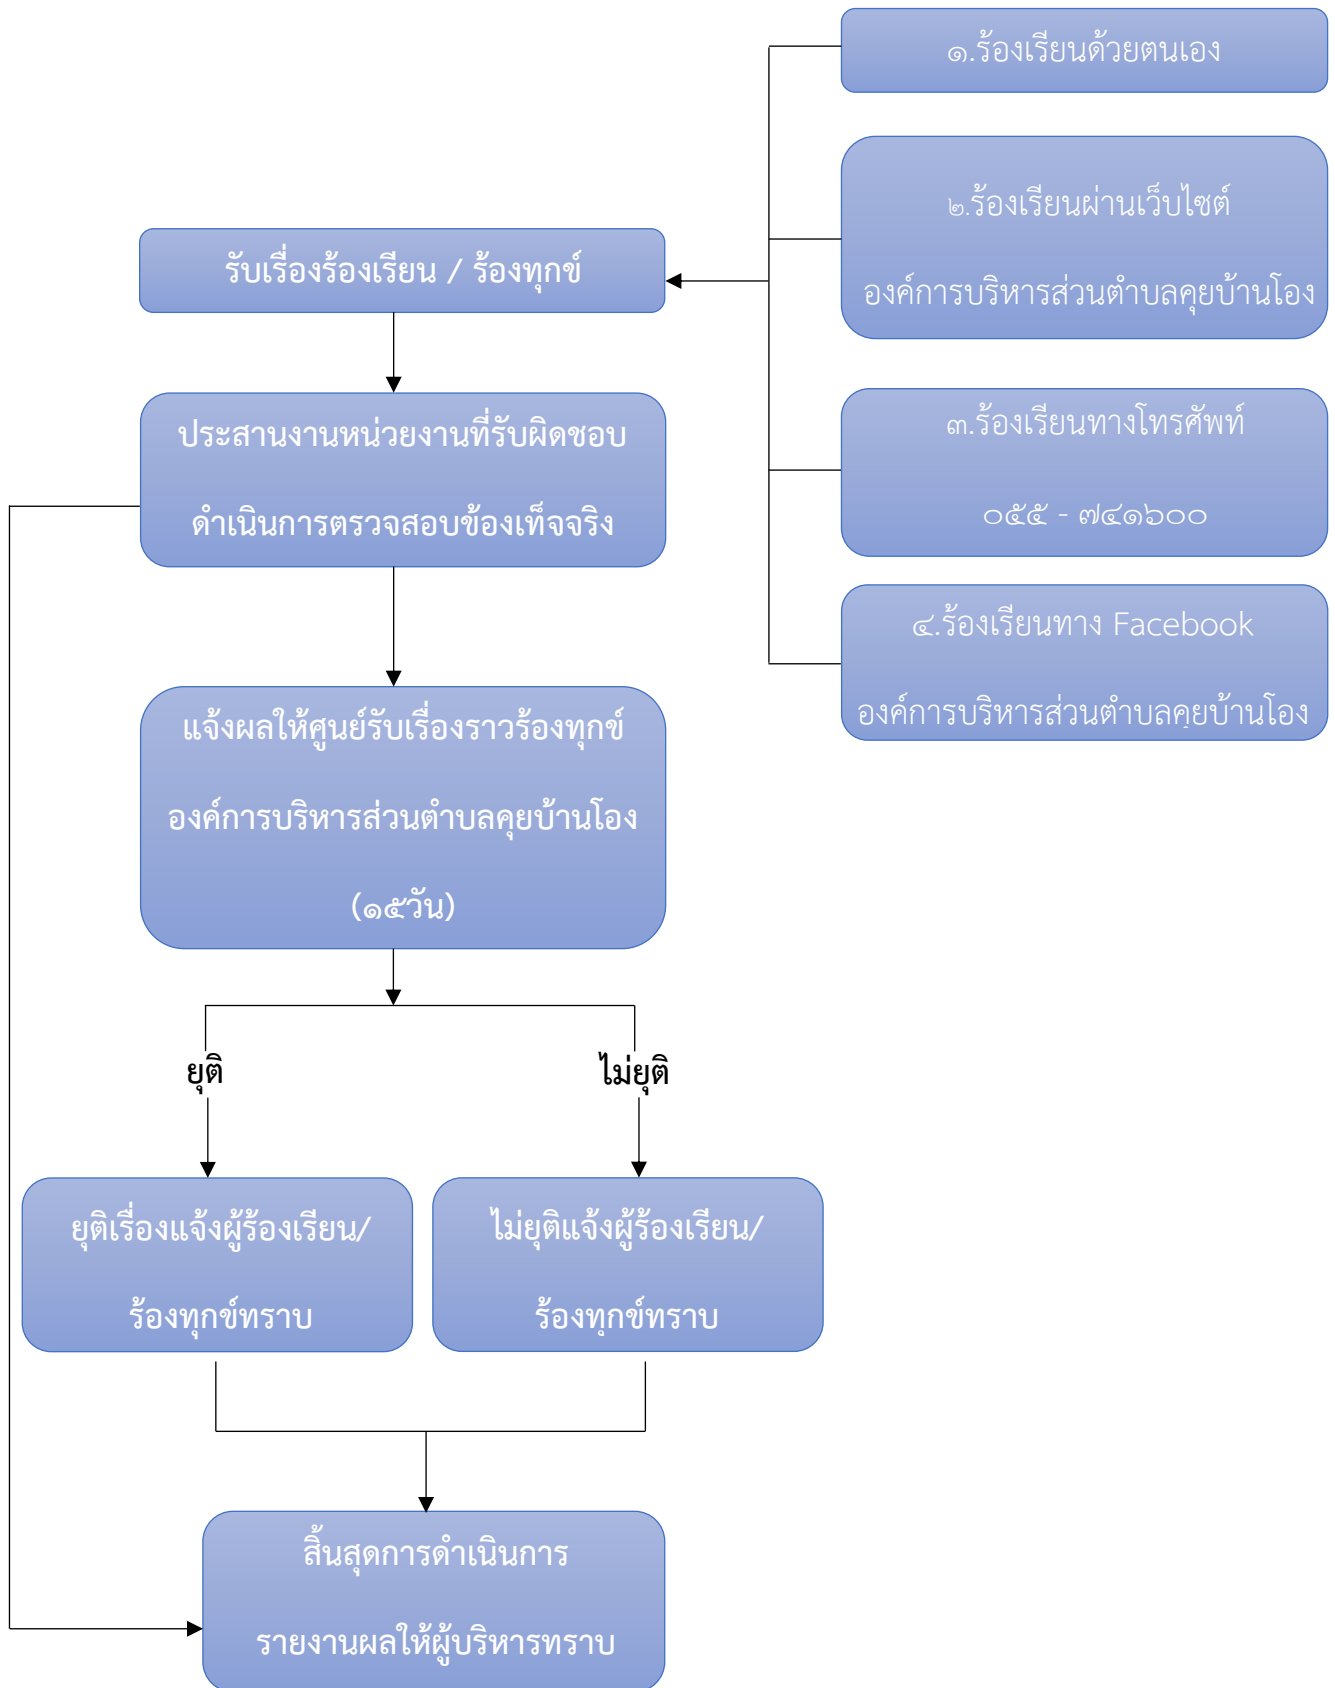 ๑.ร้องเรียนด้วยตนเอง
๒.ร้องเรียนผ่านเว็บไซต์
องค์การบริหารส่วนตำบลคุยบ้านโอง
๓.ร้องเรียนทางโทรศัพท์
๐๕๕ - ๗๔๑๖๐๐
๔.ร้องเรียนทาง Facebook
องค์การบริหารส่วนตำบลคุยบ้านโอง
รับเรื่องร้องเรียน / ร้องทุกข์
ประสานงานหน่วยงานที่รับผิดชอบ
ดำเนินการตรวจสอบข้องเท็จจริง
แจ้งผลให้ศูนย์รับเรื่องราวร้องทุกข์
องค์การบริหารส่วนตำบลคุยบ้านโอง
(๑๕วัน)
ยุติ
ไม่ยุติ
ยุติเรื่องแจ้งผู้ร้องเรียน/
ร้องทุกข์ทราบ
ไม่ยุติแจ้งผู้ร้องเรียน/
ร้องทุกข์ทราบ
สิ้นสุดการดำเนินการ
รายงานผลให้ผู้บริหารทราบ